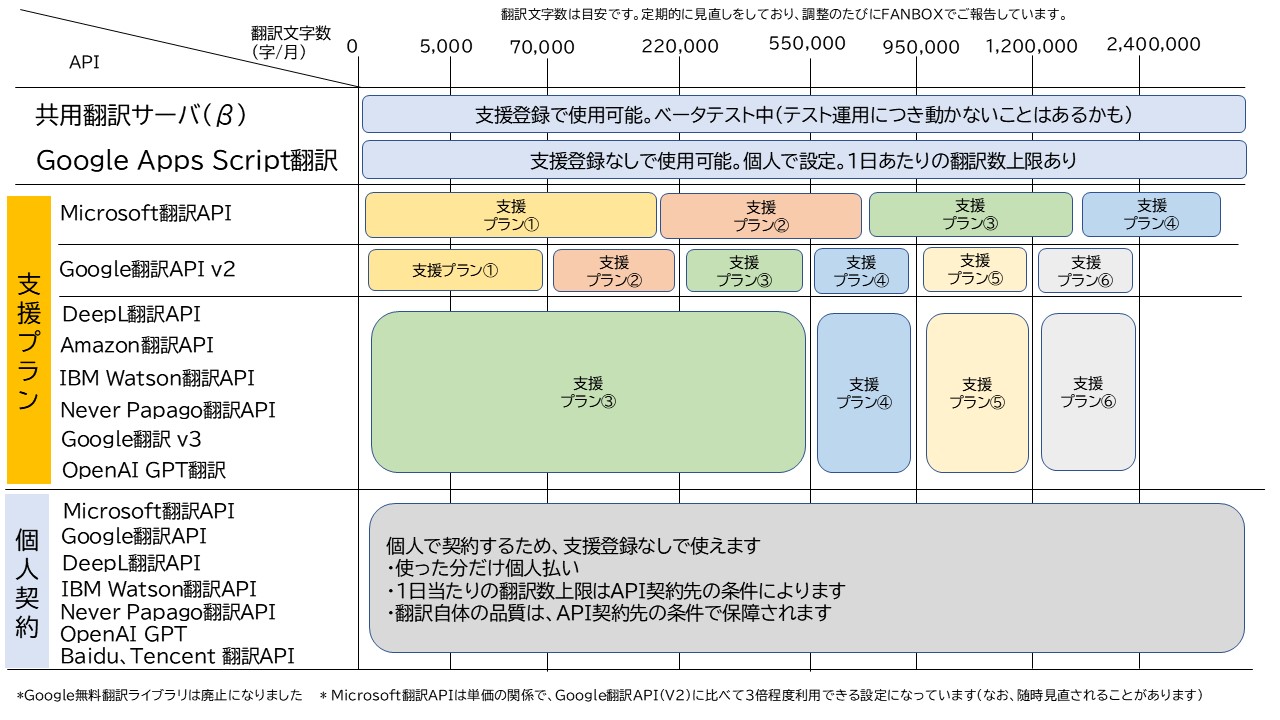 翻訳文字数は目安です。定期的に見直しをしており、調整のたびにFANBOXでご報告しています。
翻訳文字数
(字/月)
API
0 5,000 70,000 220,000 550,000 950,000 1,200,000 2,400,000
共用翻訳サーバ(β)
支援登録で使用可能。ベータテスト中(テスト運用につき動かないことはあるかも)
Google Apps Script翻訳
支援登録なしで使用可能。個人で設定。1日あたりの翻訳数上限あり
支援プラン
Microsoft翻訳API
支援
プラン①
支援
プラン②
支援
プラン③
支援
プラン④
Google翻訳API v2
支援プラン①
支援
プラン②
支援
プラン③
支援
プラン④
支援
プラン⑤
支援
プラン⑥
DeepL翻訳API
Amazon翻訳API
IBM Watson翻訳API
Never Papago翻訳API
Google翻訳 v3
OpenAI GPT翻訳
支援
プラン③
支援
プラン④
支援
プラン⑤
支援
プラン⑥
個人契約
Microsoft翻訳API
Google翻訳API
DeepL翻訳API
IBM Watson翻訳API
Never Papago翻訳API
OpenAI GPT
Baidu、Tencent 翻訳API
個人で契約するため、支援登録なしで使えます
・使った分だけ個人払い
・1日当たりの翻訳数上限はAPI契約先の条件によります
・翻訳自体の品質は、API契約先の条件で保障されます
*Google無料翻訳ライブラリは廃止になりました * Microsoft翻訳APIは単価の関係で、Google翻訳API(V2)に比べて3倍程度利用できる設定になっています(なお、随時見直されることがあります)